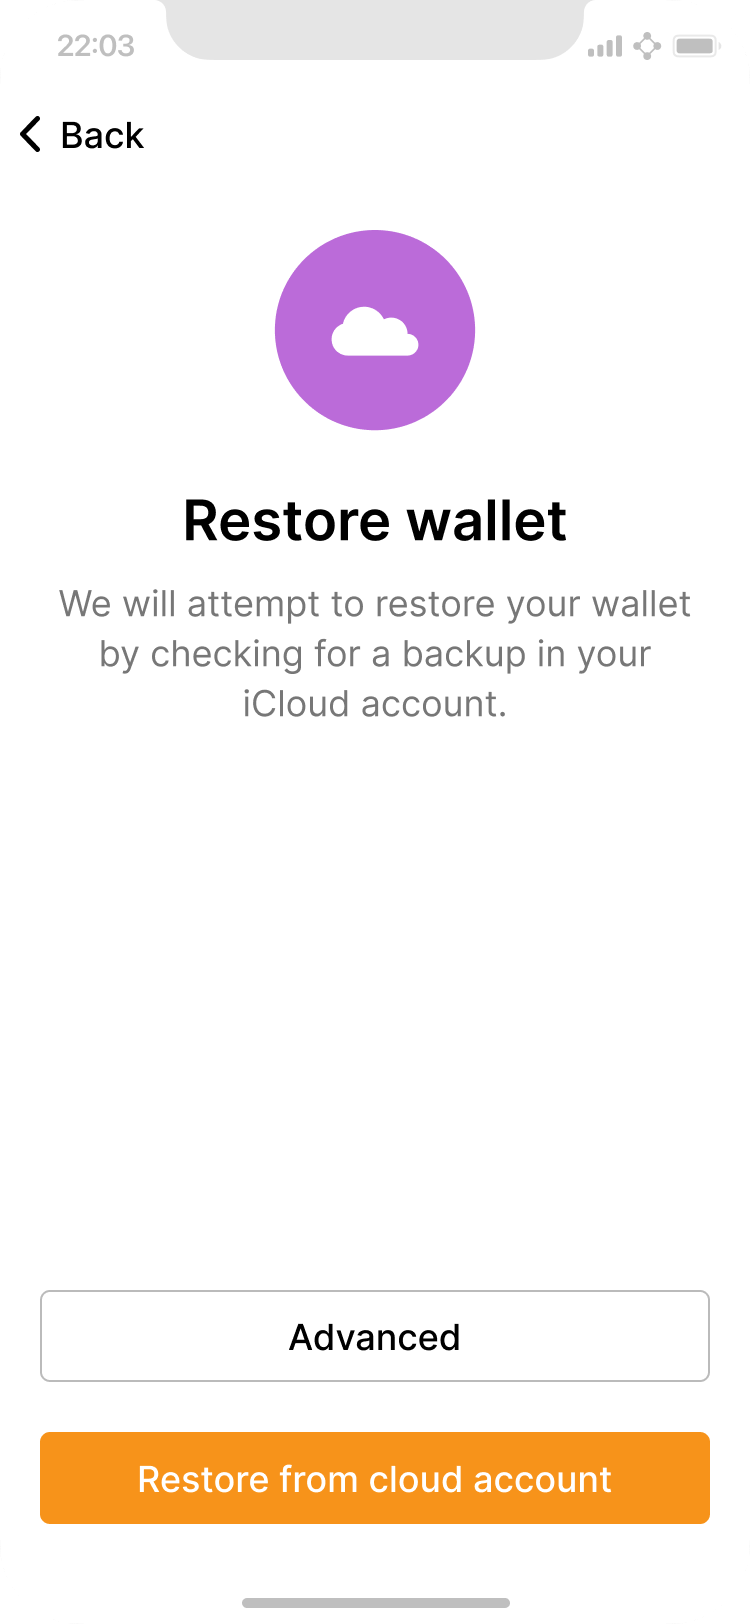 22:03
Back
Restore wallet
We will attempt to restore your wallet
by checking for a backup in your
iCloud account.
Advanced
Restore from cloud account